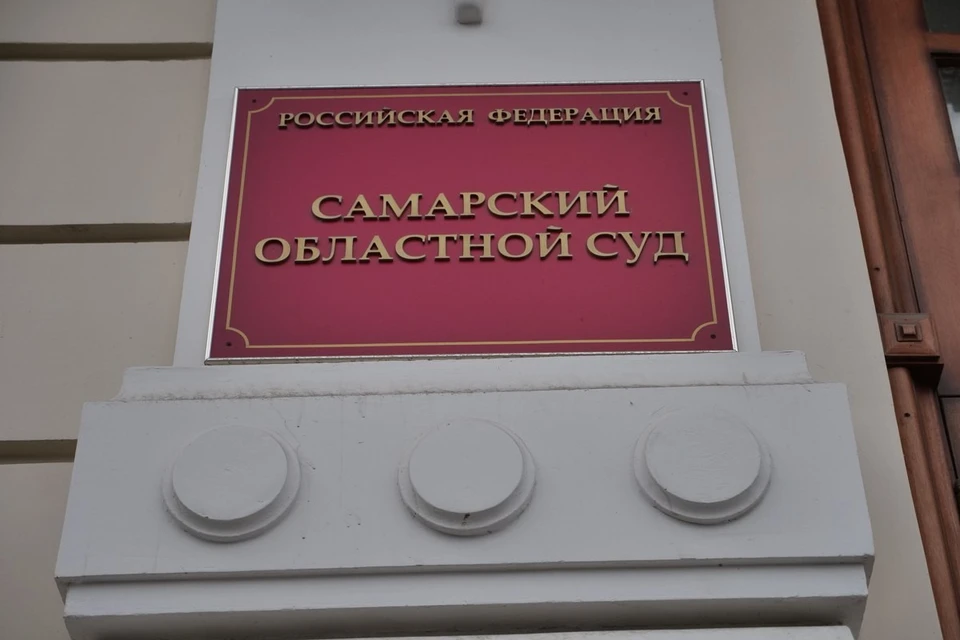 РОССИЙСКАЯ ФЕДЕРАЦИЯ
САМАРСКИЙ
ОБЛАСТНОЙ СУД